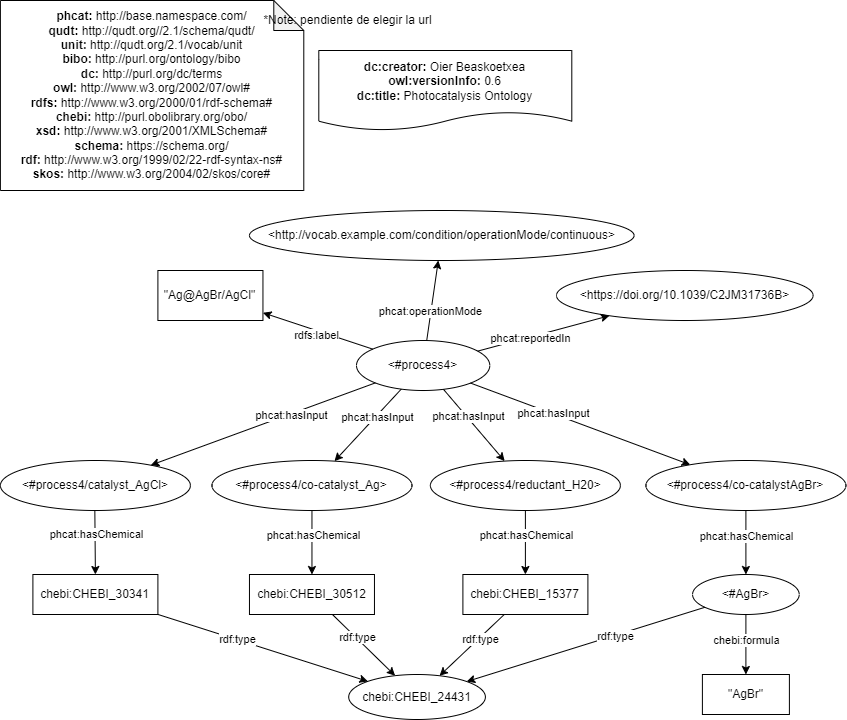 phcat: http://base.namespace.com/
*Note: pendiente de elegir la url
qudt: http://qudt.org//2.1/schema/qudt/
unit: http://qudt.org/2.1/vocab/unit
bibo: http://purl.org/ontology/bibo
dc: http://purl.org/dc/terms
owl: http://www.w3.org/2002/07/owl#
rdfs: http://www.w3.org/2000/01/rdf-schema#
chebi: http://purl.obolibrary.org/obo/
xsd: http://www.w3.org/2001/XMLSchema#
schema: https://schema.org/
rdf: http://www.w3.org/1999/02/22-rdf-syntax-ns#
skos: http://www.w3.org/2004/02/skos/core#
dc:creator: Oier Beaskoetxea
owl:versionInfo: 0.6
dc:title: Photocatalysis Ontology
<http://vocab.example.com/condition/operationMode/continuous>
"Ag@AgBr/AgCl"
<https://doi.org/10.1039/C2JM31736B>
phcat:operationMode
rdfs:label
phcat:reportedIn
<#process4>
phcat:hasInput
phcat:hasInput
phcat:hasInput
phcat:hasInput
<#process4/catalyst_AgCl>
<#process4/co-catalyst_Ag>
<#process4/reductant_H20>
<#process4/co-catalystAgBr>
phcat:hasChemical
phcat:hasChemical
phcat:hasChemical
phcat:hasChemical
chebi:CHEBI_30341
chebi:CHEBI_30512
chebi:CHEBI_15377
<#AgBr>
rdf:type
rdf:type
rdf:type
rdf:type
chebi:formula
chebi:CHEBI_24431
"AgBr"